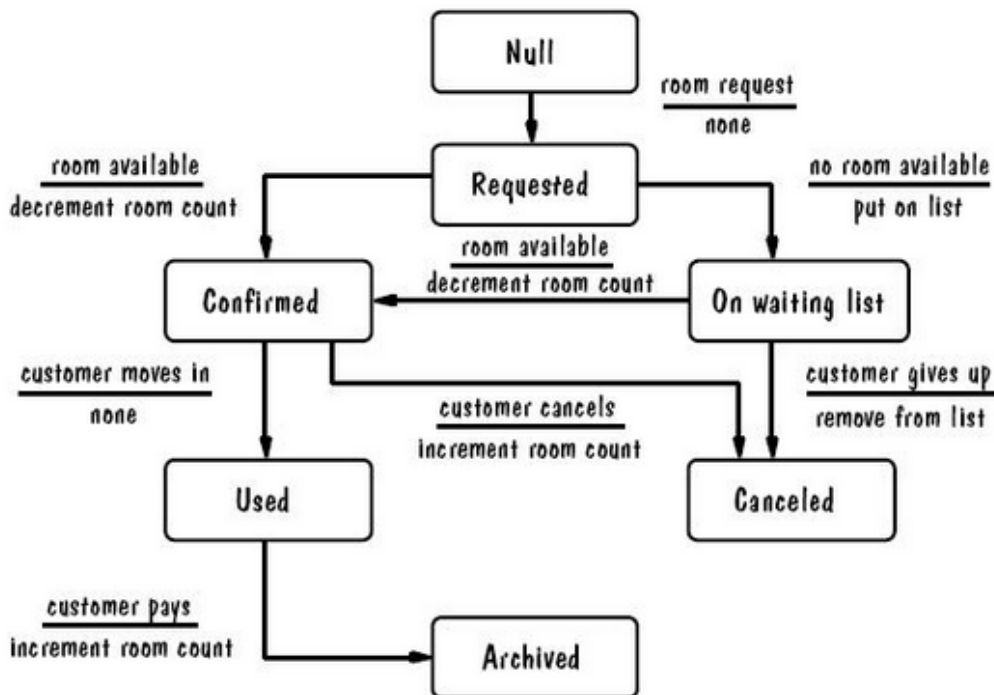 Null
room request
none
room available
decrement room count
Requested
no room available
put on list
room available
decrement room count
Confirmed
On waiting list
customer moves in
none
customer cancels
increment room count
customer gives up
remove from list
Used
Canceled
customer pays
increment room count
Archived